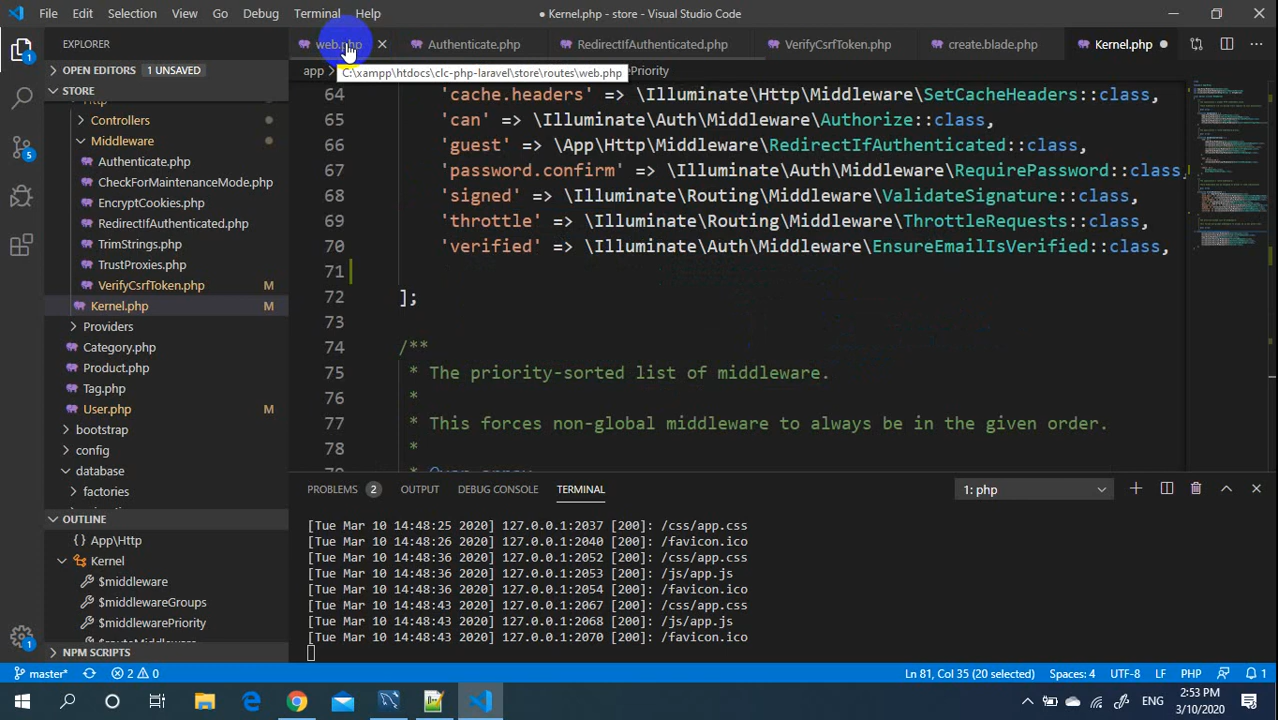 File Edit Selection View Go Debug Terminal Help
● Kernel.php - store - Visual Studio Code
EXPLORER
web.php
Authenticate.php
RedirectIfAuthenticated.php
VerifyCsrfToken.php
create.blade.php
Kernel.php
OPEN EDITORS 1 UNSAVED
app
C:\xampp\htdocs\clc-php-laravel\store\routes\web.php
Priority
STORE
Http
Controllers
Middleware
Authenticate.php
CheckForMaintenanceMode.php
EncryptCookies.php
RedirectIfAuthenticated.php
TrimStrings.php
TrustProxies.php
VerifyCsrfToken.php M
Kernel.php
Providers
Category.php
Product.php
Tag.php
User.php M
bootstrap
config
database
factories
OUTLINE
App\Http
Kernel
$middleware
$middlewareGroups
$middlewarePriority
$routeMiddleware
NPM SCRIPTS
64 'cache.headers' => \Illuminate\Http\Middleware\SetCacheHeaders::class,
65 'can' => \Illuminate\Auth\Middleware\Authorize::class,
66 'guest' => \App\Http\Middleware\RedirectIfAuthenticated::class,
67 'password.confirm' => \Illuminate\Auth\Middleware\RequirePassword::class,
68 'signed' => \Illuminate\Routing\Middleware\ValidateSignature::class,
69 'throttle' => \Illuminate\Routing\Middleware\ThrottleRequests::class,
70 'verified' => \Illuminate\Auth\Middleware\EnsureEmailIsVerified::class,
71
72 ];
73
74 /**
75 * The priority-sorted list of middleware.
76 *
77 * This forces non-global middleware to always be in the given order.
78 *
PROBLEMS 2 OUTPUT DEBUG CONSOLE TERMINAL
1: php
[Tue Mar 10 14:48:25 2020] 127.0.0.1:2037 [200]: /css/app.css
[Tue Mar 10 14:48:26 2020] 127.0.0.1:2040 [200]: /favicon.ico
[Tue Mar 10 14:48:36 2020] 127.0.0.1:2052 [200]: /css/app.css
[Tue Mar 10 14:48:36 2020] 127.0.0.1:2053 [200]: /js/app.js
[Tue Mar 10 14:48:36 2020] 127.0.0.1:2054 [200]: /favicon.ico
[Tue Mar 10 14:48:43 2020] 127.0.0.1:2067 [200]: /css/app.css
[Tue Mar 10 14:48:43 2020] 127.0.0.1:2068 [200]: /js/app.js
[Tue Mar 10 14:48:43 2020] 127.0.0.1:2070 [200]: /favicon.ico
master* 2 0
Ln 81, Col 35 (20 selected) Spaces: 4 UTF-8 LF PHP 1
ENG
2:53 PM
3/10/2020